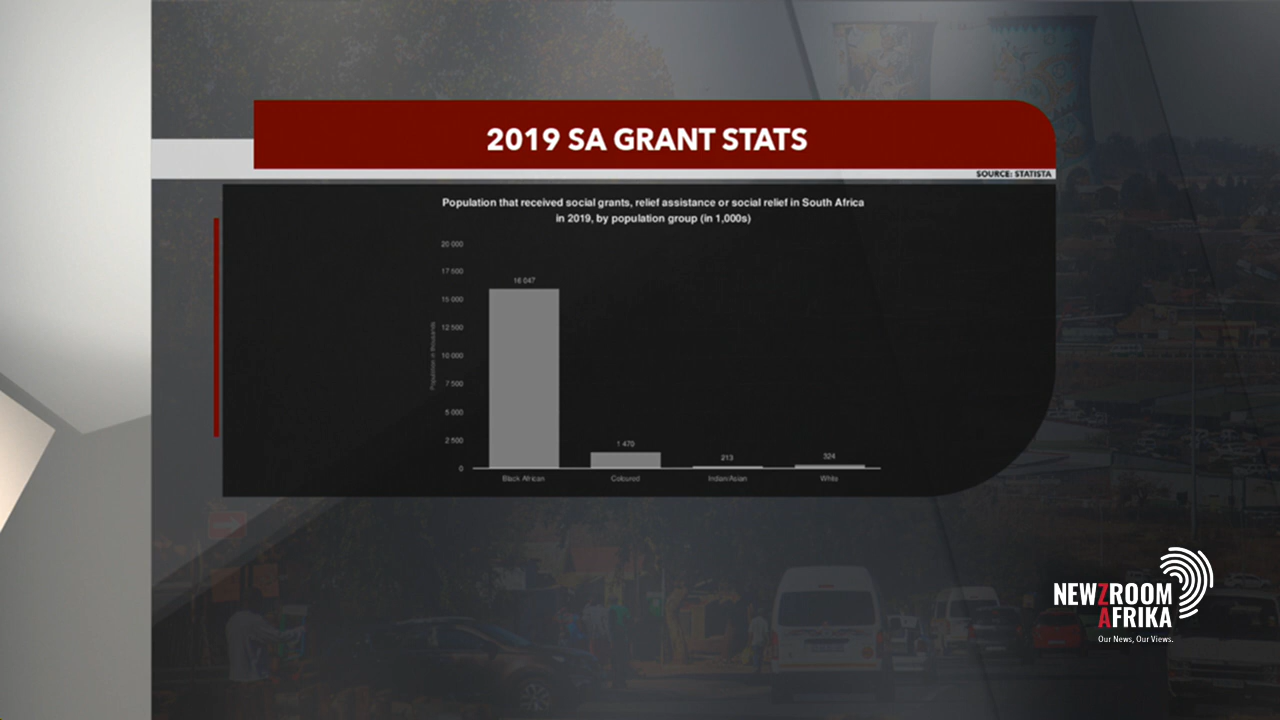 2019 SA GRANT STATS
SOURCE: STATISTA
Population that received social grants, relief assistance or social relief in South Africa
in 2019, by population group (in 1,000s)
20 000
17 500
15 000
12 500
10 000
7 500
5 000
2 500
0
Population in thousands
16 047
1 470
213
324
Black African
Coloured
Indian/Asian
White
NEWZROOM
AFRIKA
Our News, Our Views.